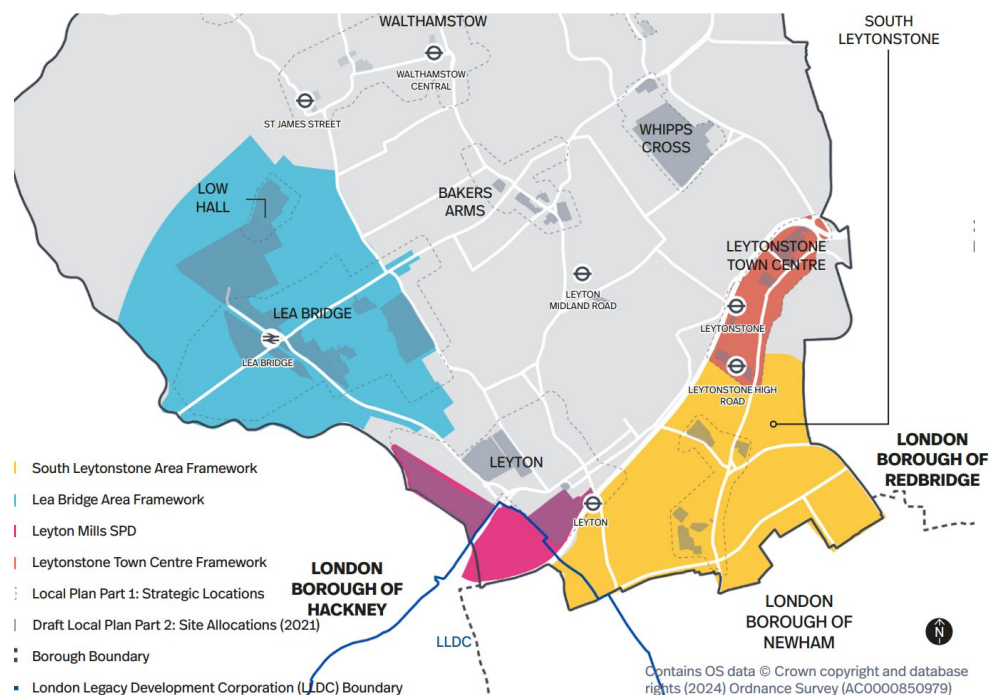 WALTHAMSTOW
SOUTH
LEYTONSTONE
WALTHAMSTOW
CENTRAL
ST JAMES STREET
WHIPPS
CROSS
LOW
HALL
BAKERS
ARMS
LEYTONSTONE
TOWN CENTRE
LEYTON
MIDLAND ROAD
LEA BRIDGE
LEYTONSTONE
LEA BRIDGE
LEYTONSTONE HIGH
ROAD
LONDON
BOROUGH OF
REDBRIDGE
LEYTON
LEYTON
South Leytonstone Area Framework
Lea Bridge Area Framework
Leyton Mills SPD
Leytonstone Town Centre Framework
Local Plan Part 1: Strategic Locations
Draft Local Plan Part 2: Site Allocations (2021)
Borough Boundary
London Legacy Development Corporation (LLDC) Boundary
LONDON
BOROUGH OF
HACKNEY
LLDC
LONDON
BOROUGH OF
NEWHAM
N
Contains OS data © Crown copyright and database
rights (2024) Ordnance Survey (AC0000850079)